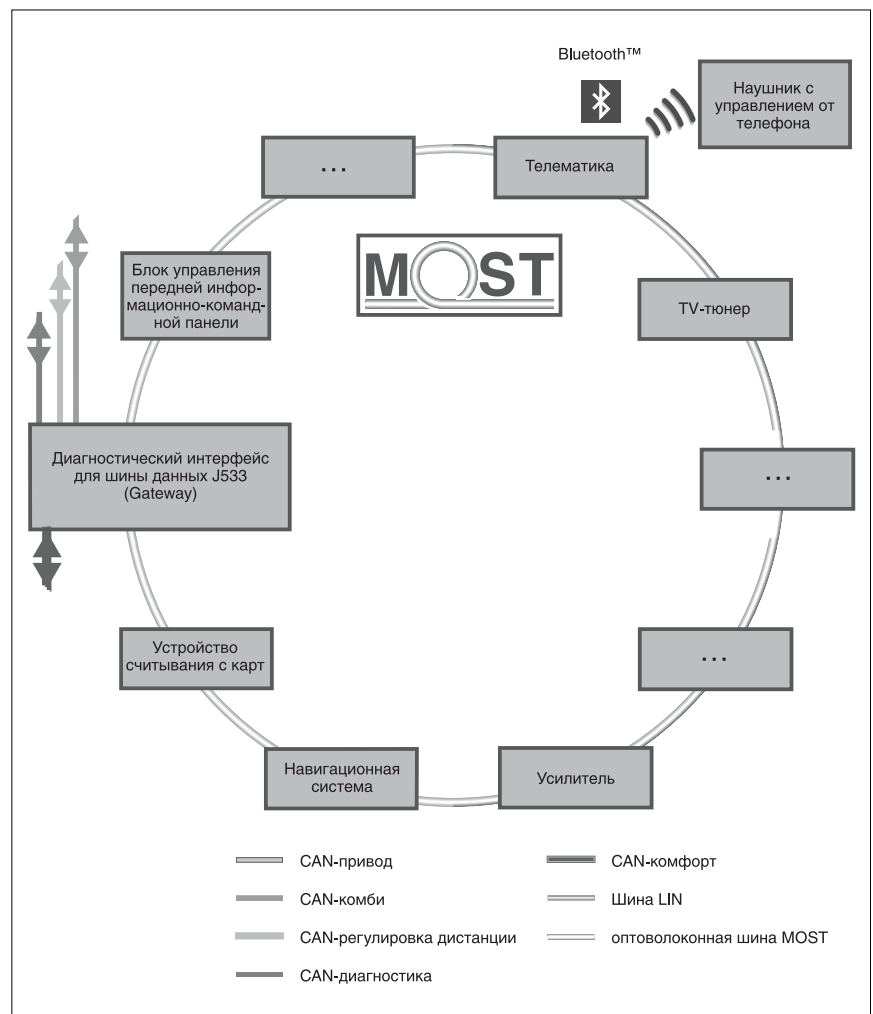 Bluetooth™
Наушник с
управлением от
телефона
...
Телематика
MOST
Блок управления
передней инфор-
мационно-команд-
ной панели
TV-тюнер
Диагностический интерфейс
для шины данных J533
(Gateway)
...
Устройство
считывания с карт
...
Навигационная
система
Усилитель
CAN-привод
CAN-комби
CAN-регулировка дистанции
CAN-диагностика
CAN-комфорт
Шина LIN
оптоволоконная шина MOST